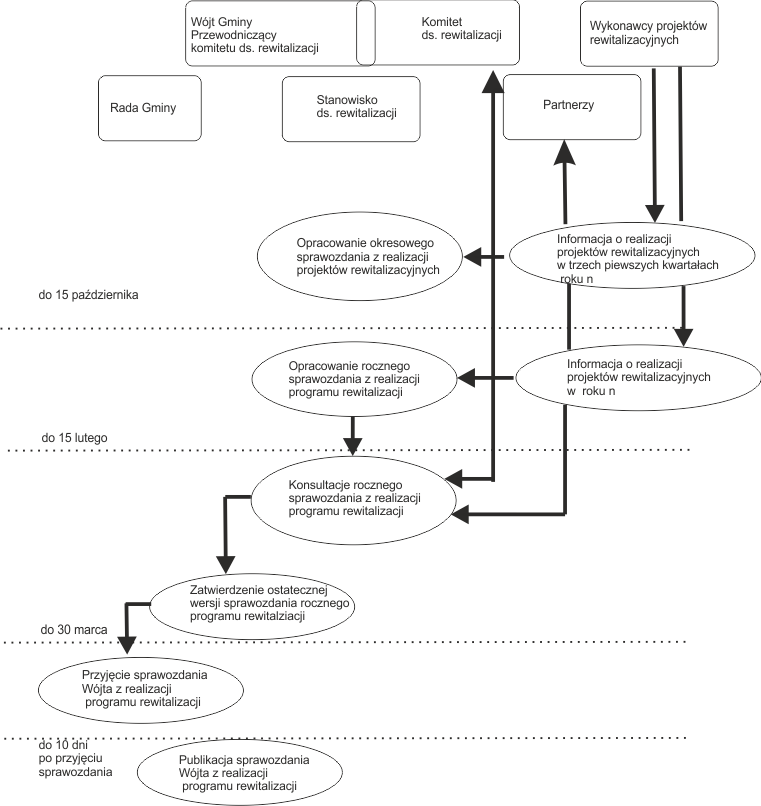 Wójt Gminy
Przewodniczący
komitetu ds. rewitalizacji
Komitet
ds. rewitalizacji
Wykonawcy projektów
rewitalizacyjnych
Rada Gminy
Stanowisko
ds. rewitalizacji
Partnerzy
Opracowanie okresowego
sprawozdania z realizacji
projektów rewitalizacyjnych
Informacja o realizacji
projektów rewitalizacyjnych
w trzech piewszych kwartałach
roku n
do 15 października
Opracowanie rocznego
sprawozdania z realizacji
programu rewitalizacji
Informacja o realizacji
projektów rewitalizacyjnych
w roku n
do 15 lutego
Konsultacje rocznego
sprawozdania z realizacji
programu rewitalizacji
Zatwierdzenie ostatecznej
wersji sprawozdania rocznego
programu rewitalziacji
do 30 marca
Przyjęcie sprawozdania
Wójta z realizacji
programu rewitalizacji
do 10 dni
po przyjęciu
sprawozdania
Publikacja sprawozdania
Wójta z realizacji
programu rewitalizacji